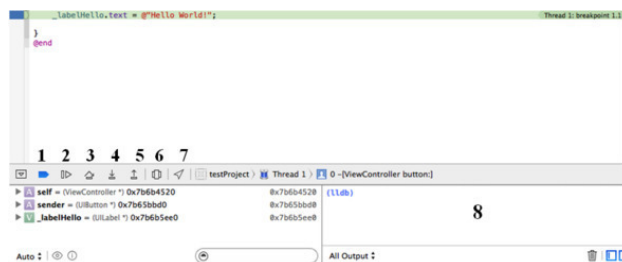 _labelHello.text = @"Hello World!";
Thread 1: breakpoint 1.1
}
@end
1 2 3 4 5 6 7
testProject Thread 1 0 -[ViewController button:]
A self = (ViewController *) 0x7b6b4520 0x7b6b4520
A sender = (UIButton *) 0x7b65bbd0 0x7b65bbd0
V _labelHello = (UILabel *) 0x7b6b5ee0 0x7b6b5ee0
(lldb)
8
Auto
All Output